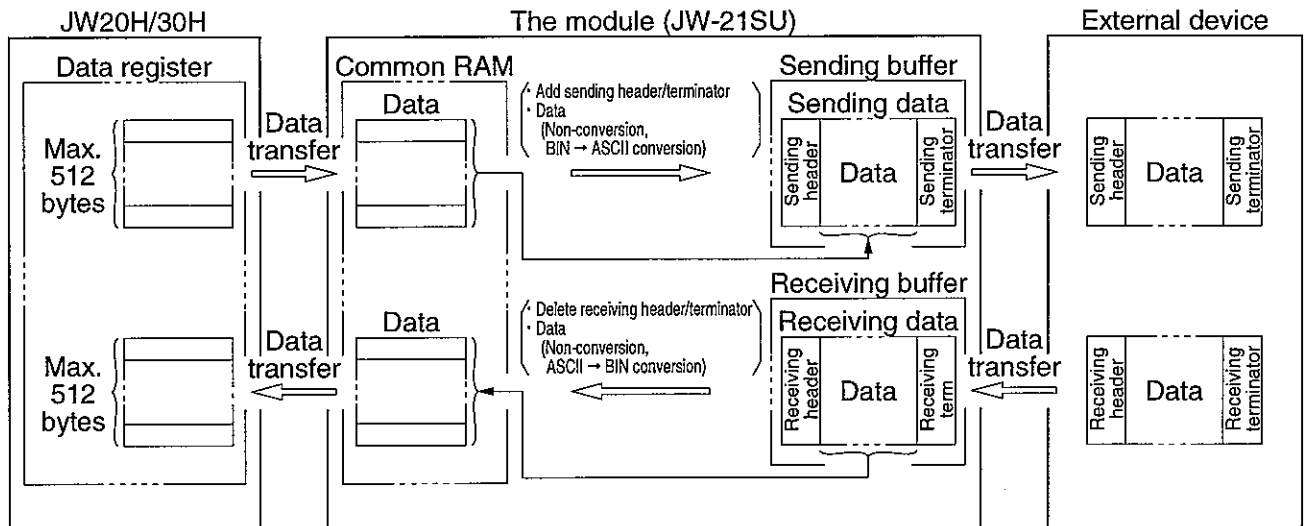 JW20H/30H
The module (JW-21SU)
External device
Data register
Common RAM
Sending buffer
Data
· Add sending header/terminator
· Data
(Non-conversion,
BIN → ASCII conversion)
Sending data
Max.
512
bytes
Data
transfer
Sending
header
Data
Sending
terminator
Data
transfer
Sending
header
Data
Sending
terminator
Receiving buffer
Data
· Delete receiving header/terminator
· Data
(Non-conversion,
ASCII → BIN conversion)
Receiving data
Max.
512
bytes
Data
transfer
Receiving
header
Data
Receiving
term
Data
transfer
Receiving
header
Data
Receiving
terminator